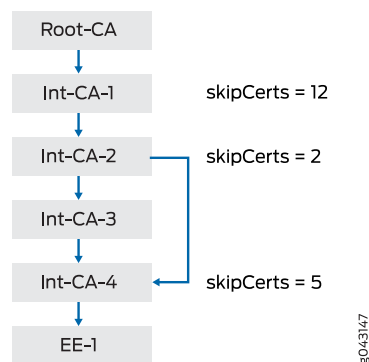 Root-CA
Int-CA-1 skipCerts = 12
Int-CA-2 skipCerts = 2
Int-CA-3
Int-CA-4 skipCerts = 5
EE-1
g043147